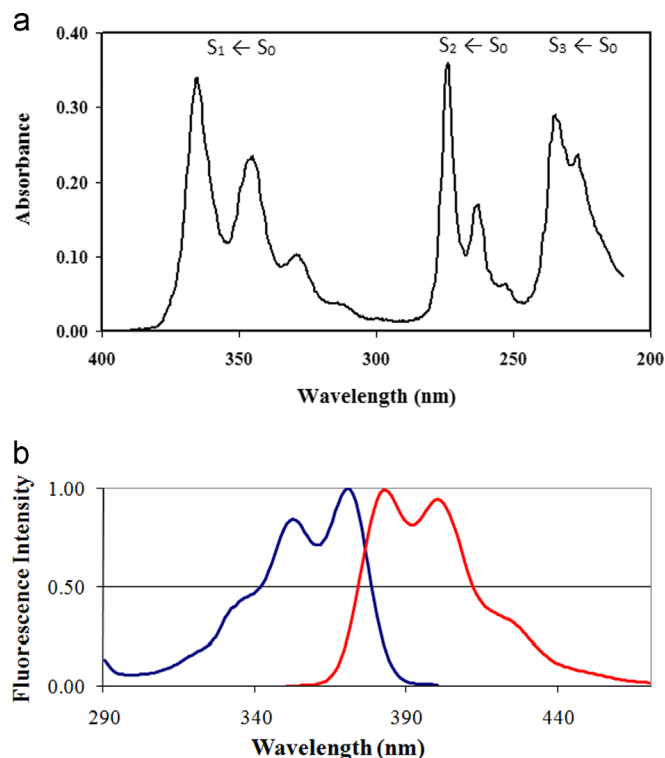 a
S₁ ← S₀ S₂ ← S₀ S₃ ← S₀
0.40
0.30
0.20
0.10
0.00
Absorbance
400 350 300 250 200
Wavelength (nm)
b
1.00
0.50
0.00
Fluorescence Intensity
290 340 390 440
Wavelength (nm)